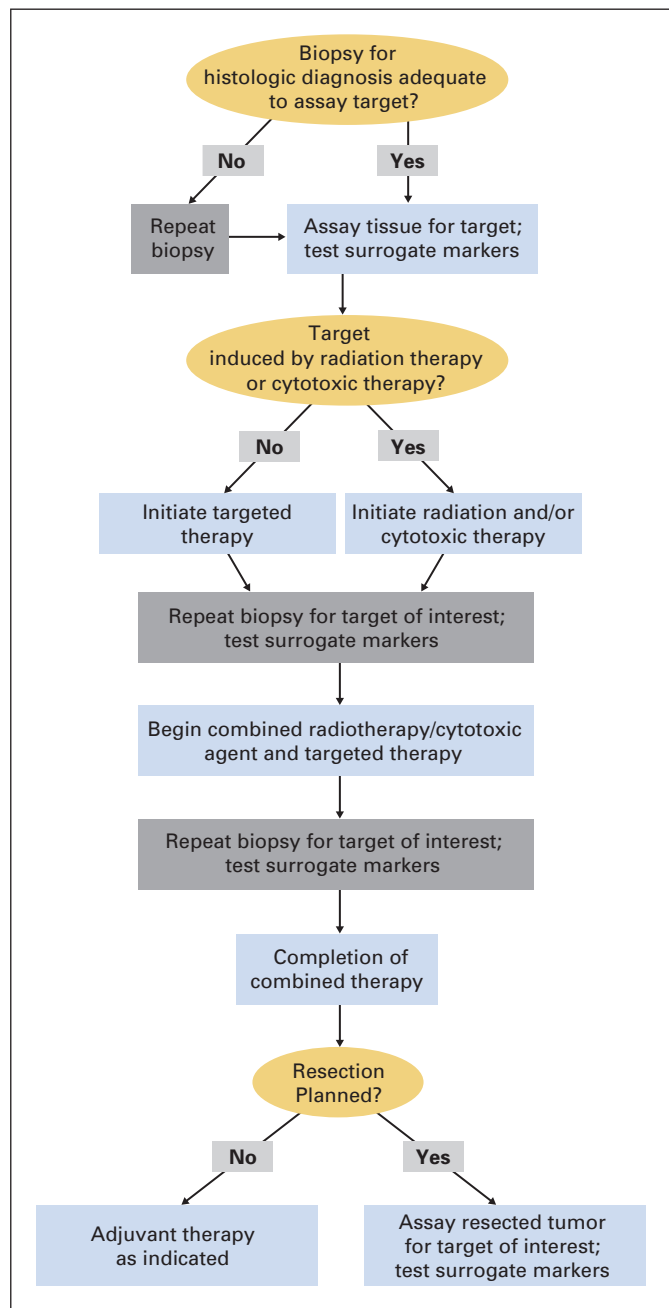 Biopsy for
histologic diagnosis adequate
to assay target?
No
Yes
Repeat
biopsy
Assay tissue for target;
test surrogate markers
Target
induced by radiation therapy
or cytotoxic therapy?
No
Yes
Initiate targeted
therapy
Initiate radiation and/or
cytotoxic therapy
Repeat biopsy for target of interest;
test surrogate markers
Begin combined radiotherapy/cytotoxic
agent and targeted therapy
Repeat biopsy for target of interest;
test surrogate markers
Completion of
combined therapy
Resection
Planned?
No
Yes
Adjuvant therapy
as indicated
Assay resected tumor
for target of interest;
test surrogate markers